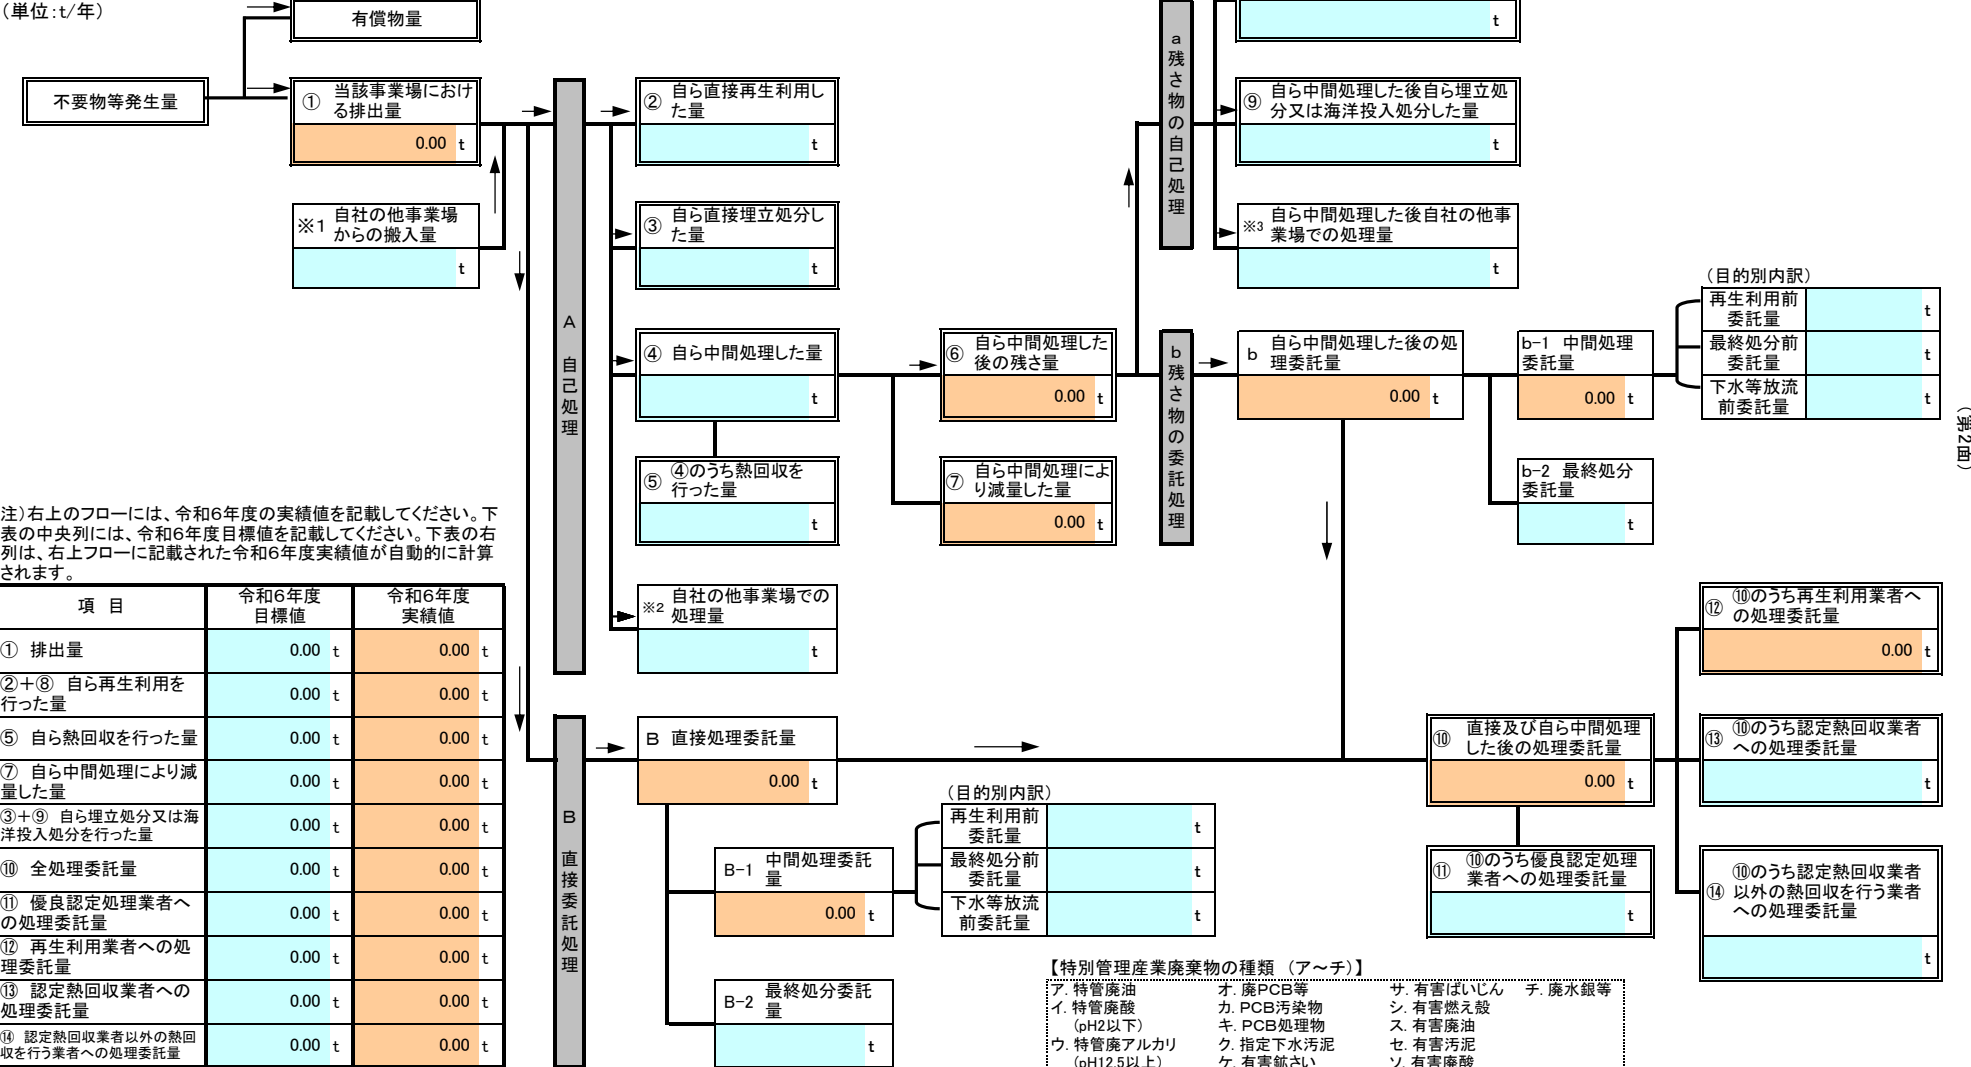 （単位:t/年）
有償物量
不要物等発生量
① 当該事業場における排出量
0.00 t
※1 自社の他事業場からの搬入量
t
A 自己処理
② 自ら直接再生利用した量
t
③ 自ら直接埋立処分した量
t
④ 自ら中間処理した量
t
⑤ ④のうち熱回収を行った量
t
※2 自社の他事業場での処理量
t
⑥ 自ら中間処理した後の残さ量
0.00 t
⑦ 自ら中間処理により減量した量
0.00 t
a 残さ物の自己処理
t
⑨ 自ら中間処理した後自ら埋立処分又は海洋投入処分した量
t
※3 自ら中間処理した後自社の他事業場での処理量
t
b 残さ物の委託処理
b 自ら中間処理した後の処理委託量
0.00 t
b-1 中間処理委託量
0.00 t
（目的別内訳）
再生利用前委託量 t
最終処分前委託量 t
下水等放流前委託量 t
b-2 最終処分委託量
t
（第2面）
注）右上のフローには、令和6年度の実績値を記載してください。下
表の中央列には、令和6年度目標値を記載してください。下表の右
列は、右上フローに記載された令和6年度実績値が自動的に計算
されます。
項 目 令和6年度目標値 令和6年度実績値
① 排出量 0.00 t 0.00 t
②＋⑧ 自ら再生利用を行った量 0.00 t 0.00 t
⑤ 自ら熱回収を行った量 0.00 t 0.00 t
⑦ 自ら中間処理により減量した量 0.00 t 0.00 t
③＋⑨ 自ら埋立処分又は海洋投入処分を行った量 0.00 t 0.00 t
⑩ 全処理委託量 0.00 t 0.00 t
⑪ 優良認定処理業者への処理委託量 0.00 t 0.00 t
⑫ 再生利用業者への処理委託量 0.00 t 0.00 t
⑬ 認定熱回収業者への処理委託量 0.00 t 0.00 t
⑭ 認定熱回収業者以外の熱回収を行う業者への処理委託量 0.00 t 0.00 t
B 直接委託処理
B 直接処理委託量
0.00 t
B-1 中間処理委託量
0.00 t
（目的別内訳）
再生利用前委託量 t
最終処分前委託量 t
下水等放流前委託量 t
B-2 最終処分委託量
t
⑩ 直接及び自ら中間処理した後の処理委託量
0.00 t
⑪ ⑩のうち優良認定処理業者への処理委託量
t
⑫ ⑩のうち再生利用業者への処理委託量
0.00 t
⑬ ⑩のうち認定熱回収業者への処理委託量
t
⑭ ⑩のうち認定熱回収業者以外の熱回収を行う業者への処理委託量
t
【特別管理産業廃棄物の種類 （ア～チ）】
ア. 特管廃油 オ. 廃PCB等 サ. 有害ばいじん チ. 廃水銀等
イ. 特管廃酸 カ. PCB汚染物 シ. 有害燃え殻
（pH2以下） キ. PCB処理物 ス. 有害廃油
ウ. 特管廃アルカリ ク. 指定下水汚泥 セ. 有害汚泥
（pH12.5以上） ケ. 有害鉱さい ソ. 有害廃酸